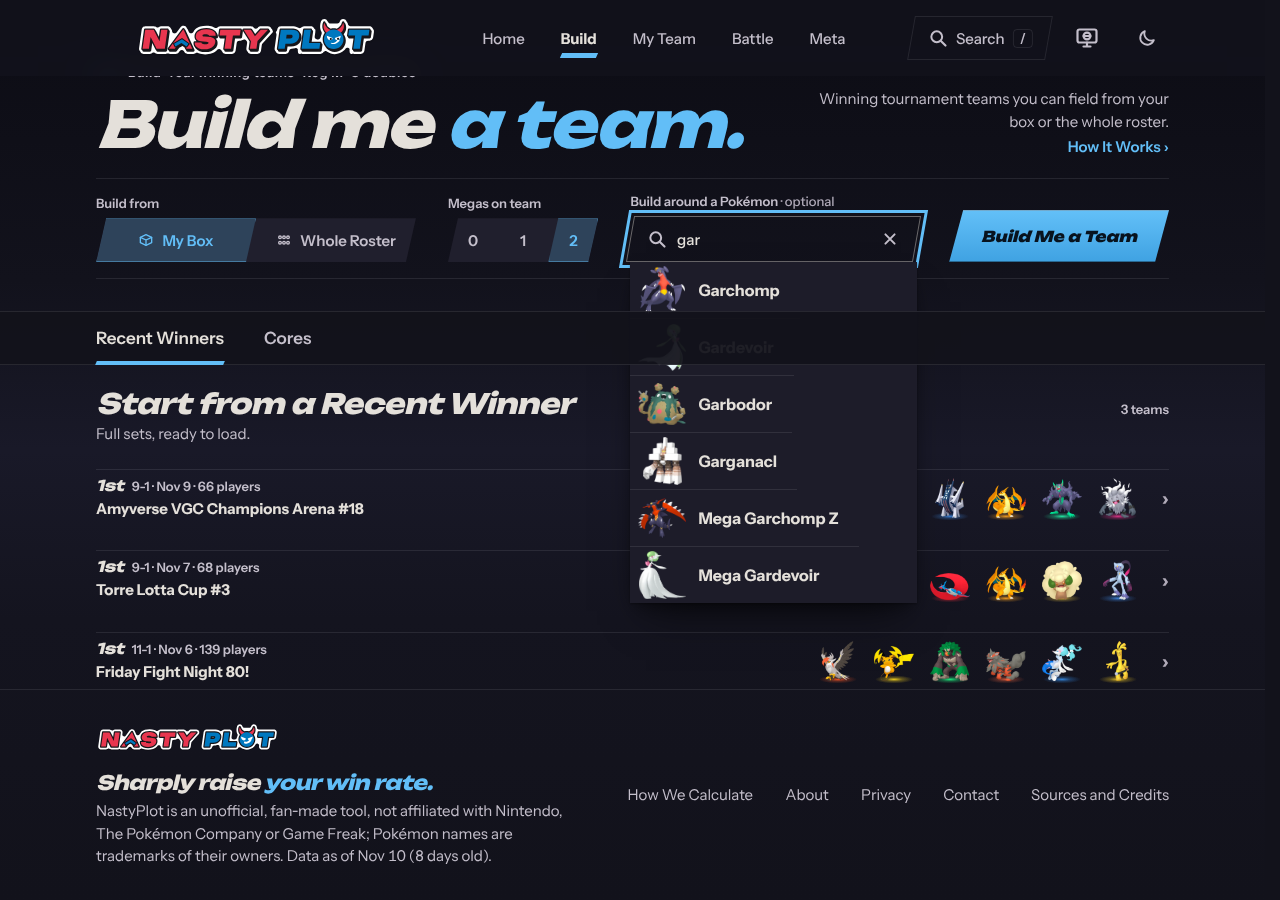 NASTY PLOT
Home
Build
My Team
Battle
Meta
Search /
Build me a team.
Winning tournament teams you can field from your
box or the whole roster.
How It Works ›
Build from
My Box
Whole Roster
Megas on team
0
1
2
Build around a Pokémon · optional
gar
Build Me a Team
Garchomp
Gardevoir
Garbodor
Garganacl
Mega Garchomp Z
Mega Gardevoir
Recent Winners
Cores
Start from a Recent Winner
Full sets, ready to load.
3 teams
1st 9-1 · Nov 9 · 66 players
Amyverse VGC Champions Arena #18
1st 9-1 · Nov 7 · 68 players
Torre Lotta Cup #3
1st 11-1 · Nov 6 · 139 players
Friday Fight Night 80!
NASTY PLOT
Sharply raise your win rate.
NastyPlot is an unofficial, fan-made tool, not affiliated with Nintendo,
The Pokémon Company or Game Freak; Pokémon names are
trademarks of their owners. Data as of Nov 10 (8 days old).
How We Calculate
About
Privacy
Contact
Sources and Credits